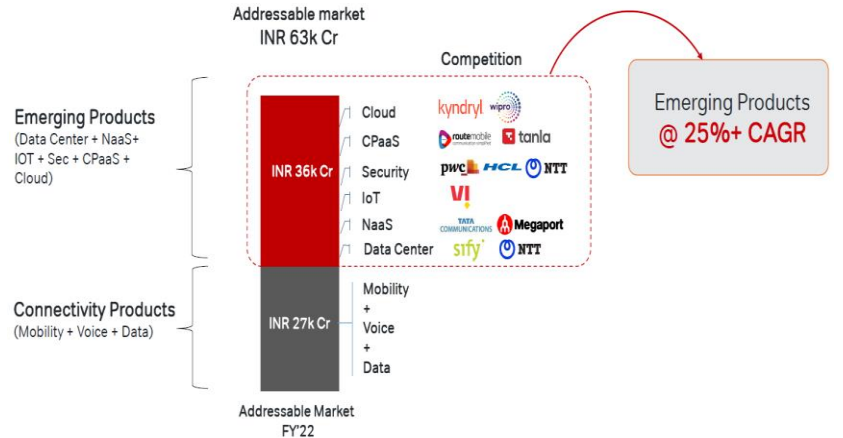 Addressable market
INR 63k Cr
Competition
Emerging Products
(Data Center + NaaS+
IOT + Sec + CPaaS +
Cloud)
INR 36k Cr
Cloud
kyndryl wipro
CPaaS
routemobile
communication simplified
tanla
Security
pwc HCL NTT
IoT
VI
NaaS
TATA
COMMUNICATIONS
Megaport
Data Center
sify NTT
Emerging Products
@ 25%+ CAGR
Connectivity Products
(Mobility + Voice + Data)
INR 27k Cr
Mobility
+
Voice
+
Data
Addressable Market
FY'22